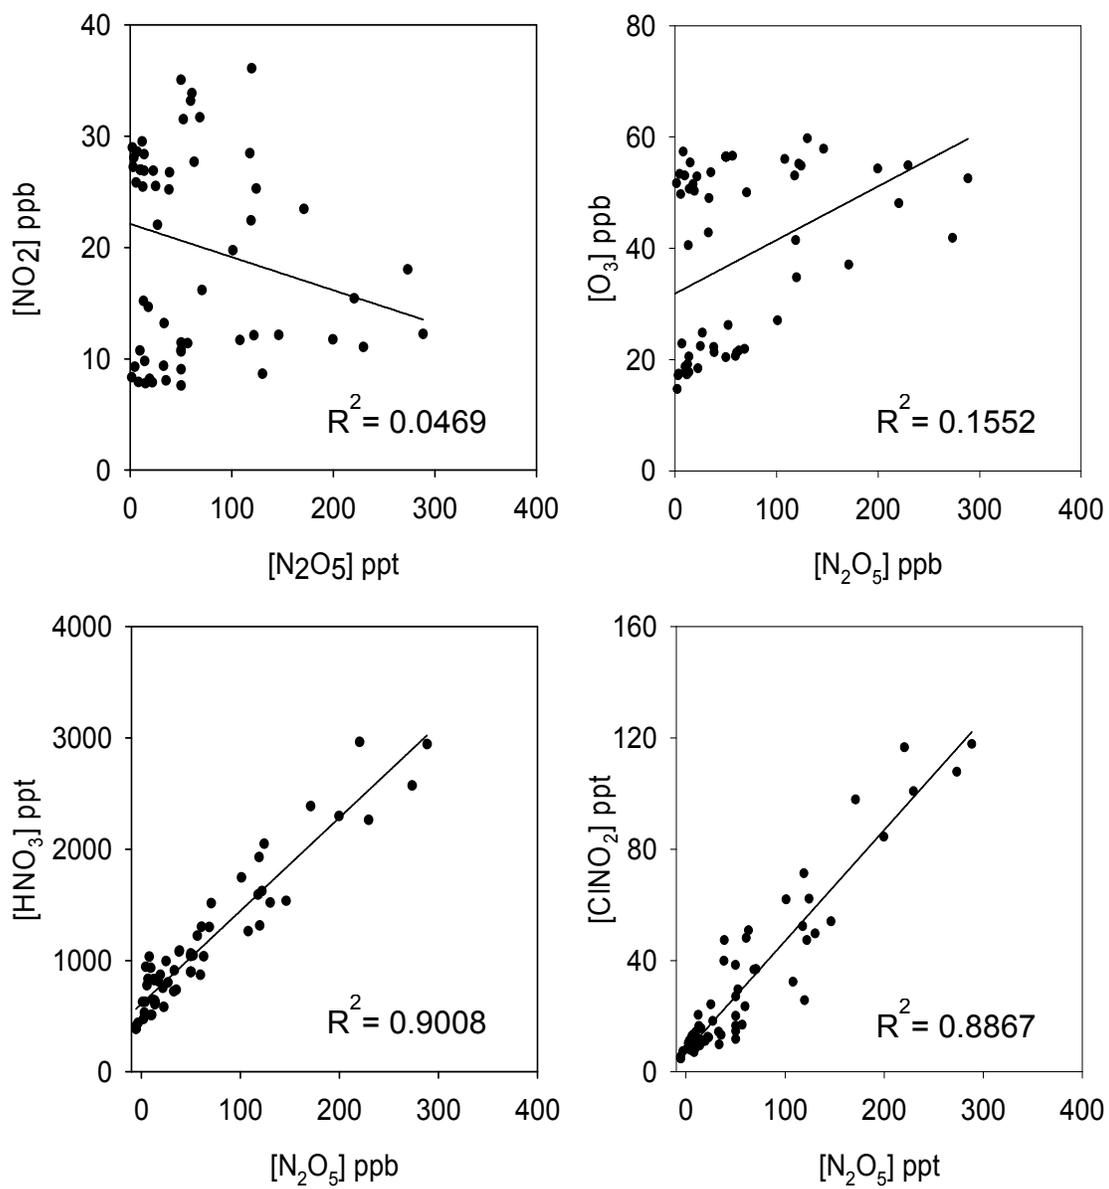 40
30
20
10
0
[NO2] ppb
R2= 0.0469
0 100 200 300 400
[N2O5] ppt
80
60
40
20
0
[O3] ppb
R2= 0.1552
0 100 200 300 400
[N2O5] ppb
4000
3000
2000
1000
0
[HNO3] ppt
R2= 0.9008
0 100 200 300 400
[N2O5] ppb
160
120
80
40
0
[ClNO2] ppt
R2= 0.8867
0 100 200 300 400
[N2O5] ppt